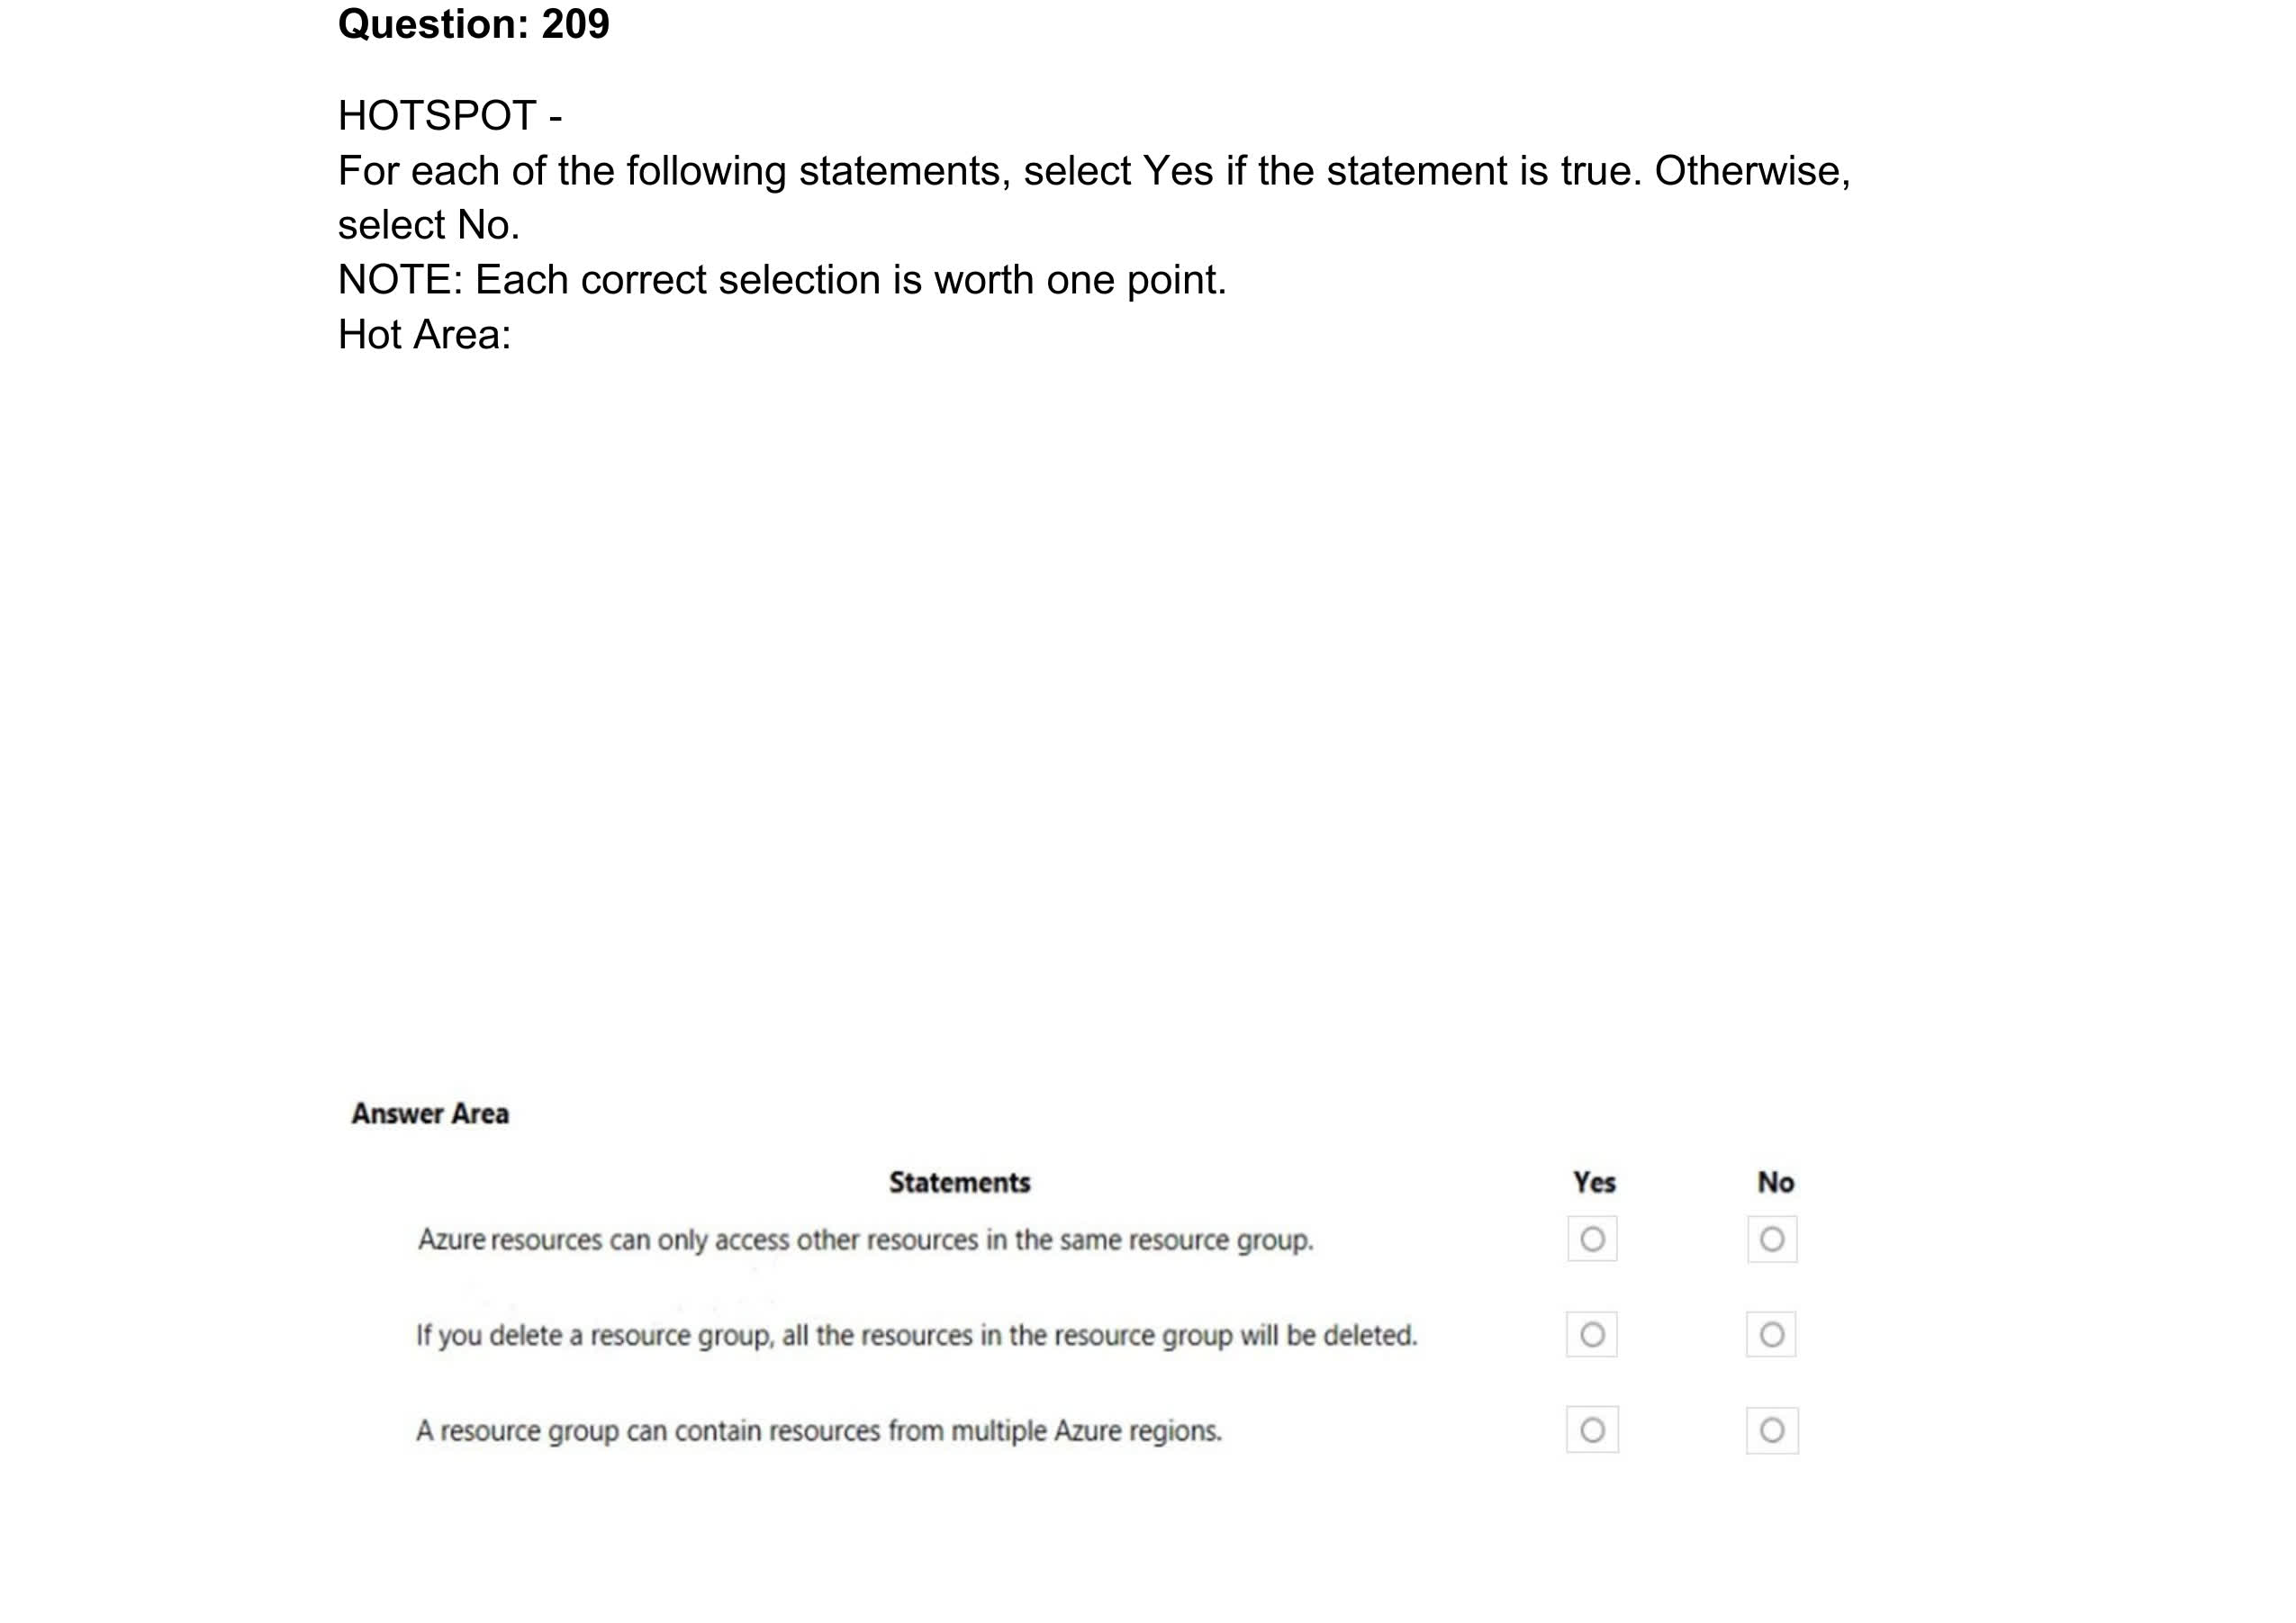 Question: 209
HOTSPOT -
For each of the following statements, select Yes if the statement is true. Otherwise,
select No.
NOTE: Each correct selection is worth one point.
Hot Area:
Answer Area
Statements Yes No
Azure resources can only access other resources in the same resource group.
If you delete a resource group, all the resources in the resource group will be deleted.
A resource group can contain resources from multiple Azure regions.